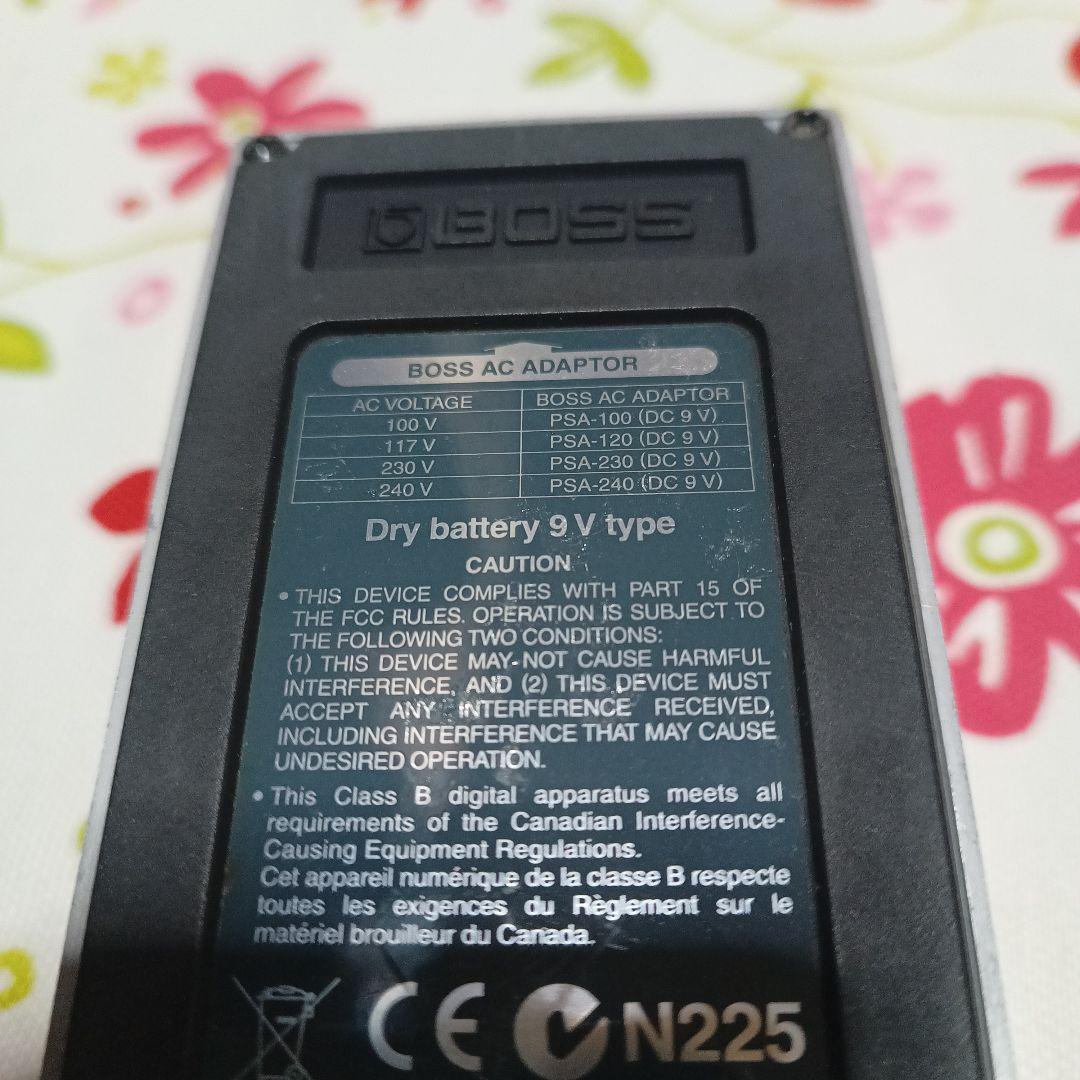 BOSS
BOSS AC ADAPTOR
AC VOLTAGE BOSS AC ADAPTOR
100 V PSA-100 (DC 9 V)
117 V PSA-120 (DC 9 V)
230 V PSA-230 (DC 9 V)
240 V PSA-240 (DC 9 V)
Dry battery 9 V type
CAUTION
• THIS DEVICE COMPLIES WITH PART 15 OF
THE FCC RULES. OPERATION IS SUBJECT TO
THE FOLLOWING TWO CONDITIONS:
(1) THIS DEVICE MAY NOT CAUSE HARMFUL
INTERFERENCE, AND (2) THIS DEVICE MUST
ACCEPT ANY INTERFERENCE RECEIVED,
INCLUDING INTERFERENCE THAT MAY CAUSE
UNDESIRED OPERATION.
• This Class B digital apparatus meets all
requirements of the Canadian Interference-
Causing Equipment Regulations.
Cet appareil numérique de la classe B respecte
toutes les exigences du Règlement sur le
matériel brouilleur du Canada.
CE N225